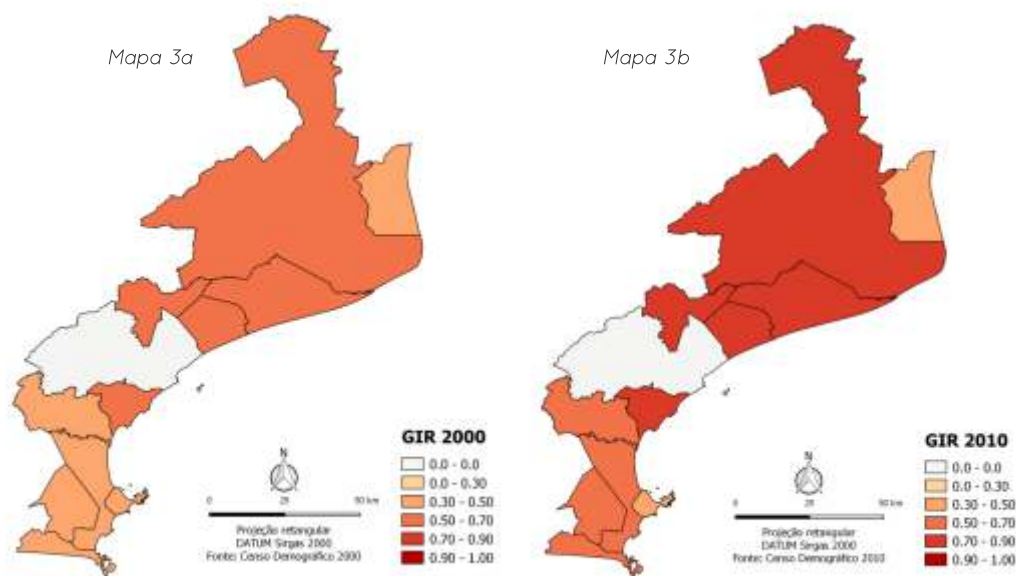 Mapa 3a
GIR 2000
0.0 - 0.0
0.0 - 0.30
0.30 - 0.50
0.50 - 0.70
0.70 - 0.90
0.90 - 1.00
N
0 25 50 km
Projeção retangular
DATUM Sirgas 2000
Fonte: Censo Demográfico 2000
Mapa 3b
GIR 2010
0.0 - 0.0
0.0 - 0.30
0.30 - 0.50
0.50 - 0.70
0.70 - 0.90
0.90 - 1.00
N
0 25 50 km
Projeção retangular
DATUM Sirgas 2000
Fonte: Censo Demográfico 2010